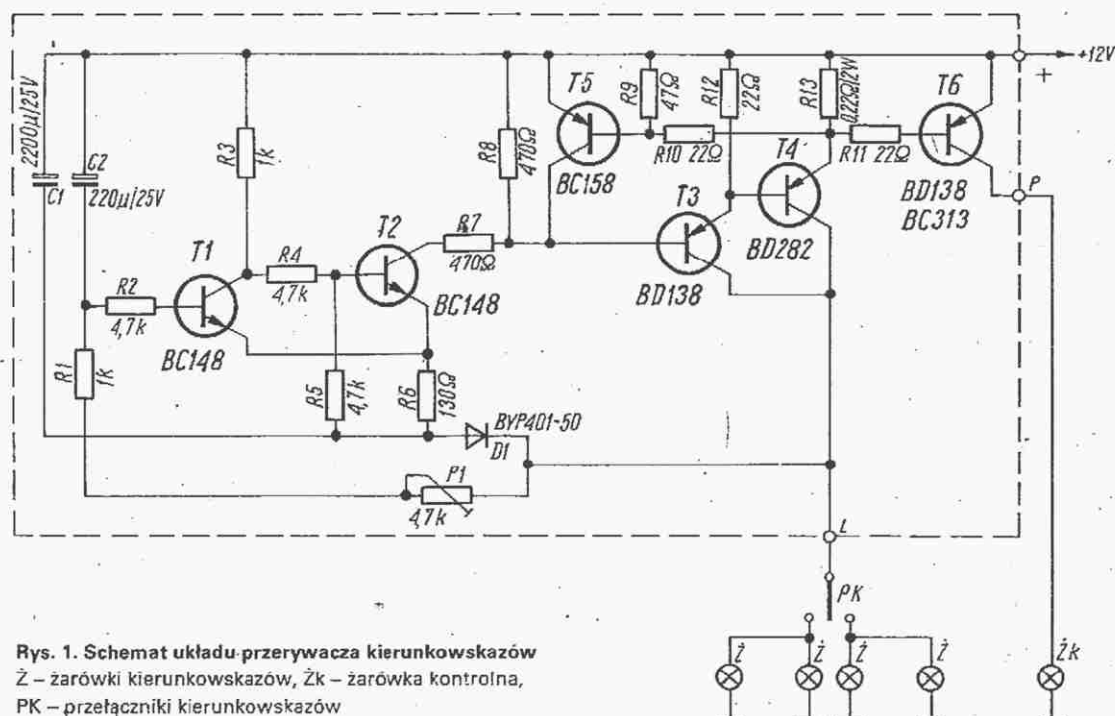 +12V
+
2200µ/25V
C1
C2
220µ/25V
R3
1k
R8
470Ω
T5
BC158
R9
47Ω
R12
22Ω
R13
0,22Ω/2W
T6
R10 22Ω
R11 22Ω
T4
BD138
BC313
P
T1
R2
4,7k
BC148
R4
4,7k
T2
BC148
R7
470Ω
T3
BD138
BD282
R1
1k
R5
4,7k
R6
130Ω
BYP401-50
D1
P1
4,7k
L
PK
Ż
Ż
Ż
Ż
Żk
Rys. 1. Schemat układu przerywacza kierunkowskazów
Ż – żarówki kierunkowskazów, Żk – żarówka kontrolna,
PK – przełączniki kierunkowskazów